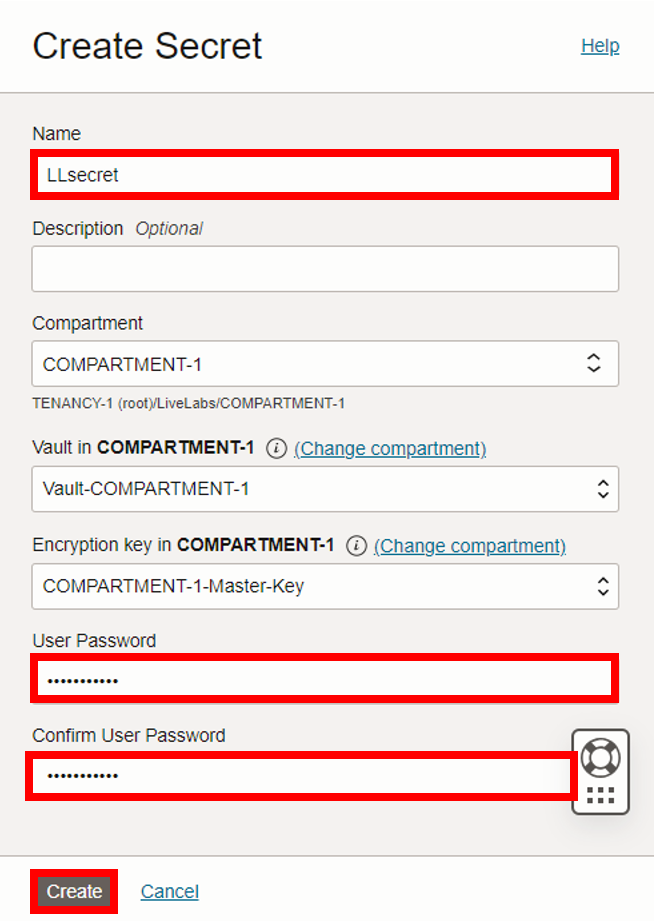 Create Secret Help
Name
LLsecret
Description Optional
Compartment
COMPARTMENT-1
TENANCY-1 (root)/LiveLabs/COMPARTMENT-1
Vault in COMPARTMENT-1 i (Change compartment)
Vault-COMPARTMENT-1
Encryption key in COMPARTMENT-1 i (Change compartment)
COMPARTMENT-1-Master-Key
User Password
•••••••••••
Confirm User Password
•••••••••••
Create Cancel